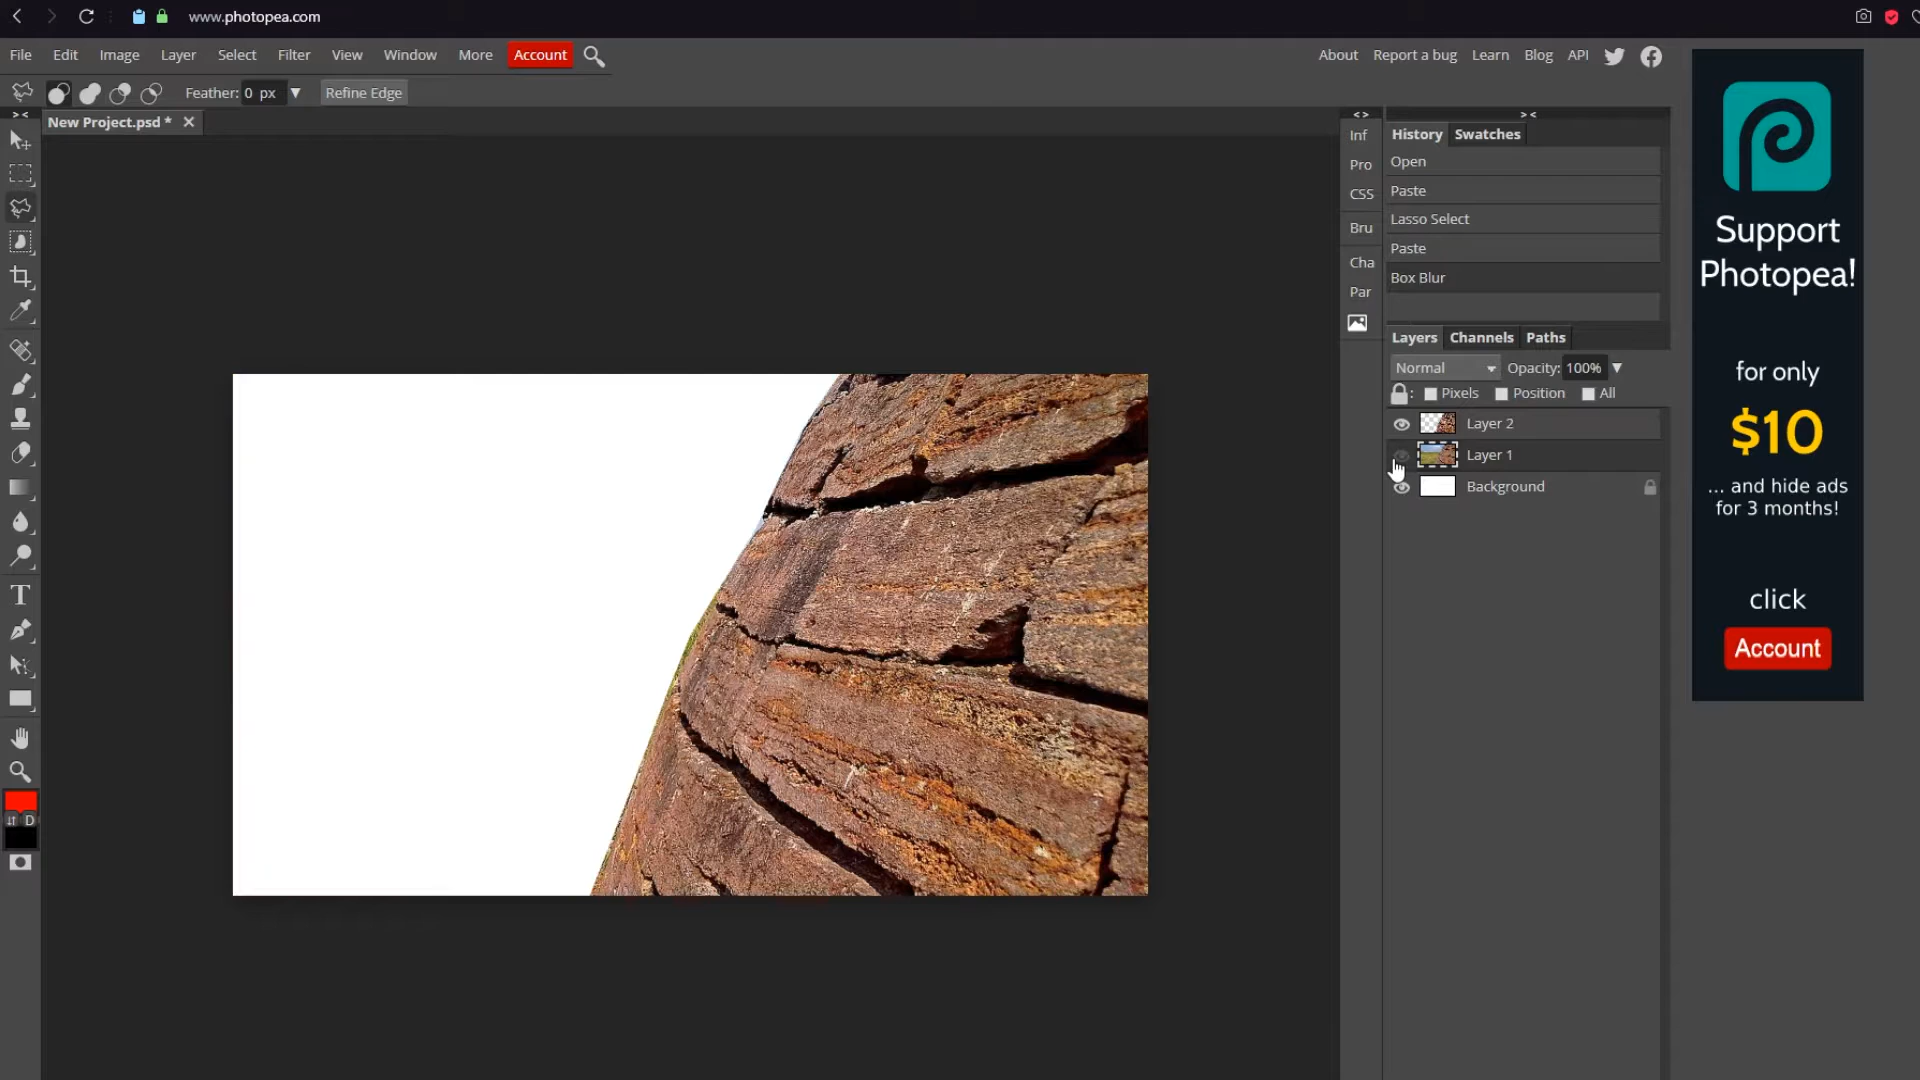 www.photopea.com
File Edit Image Layer Select Filter View Window More Account
About Report a bug Learn Blog API
Feather: 0 px Refine Edge
> < New Project.psd *
< > > <
Inf
Pro
CSS
Bru
Cha
Par
History Swatches
Open
Paste
Lasso Select
Paste
Box Blur
Layers Channels Paths
Normal Opacity: 100%
: Pixels Position All
Layer 2
Layer 1
Background
T
D
Support
Photopea!
for only
$10
... and hide ads
for 3 months!
click
Account